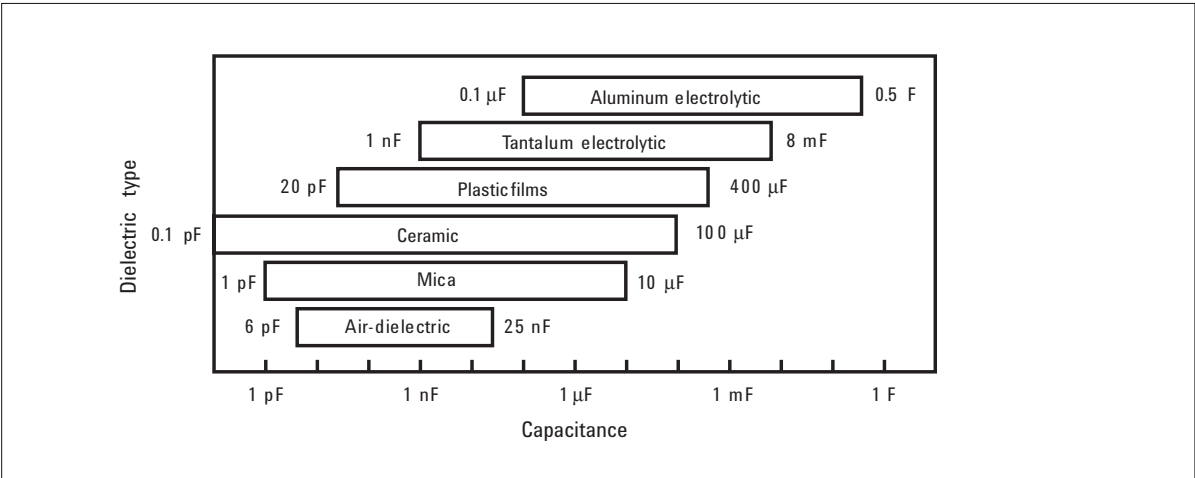 0.1 μF Aluminum electrolytic 0.5 F
1 nF Tantalum electrolytic 8 mF
20 pF Plastic films 400 μF
0.1 pF Ceramic 100 μF
1 pF Mica 10 μF
6 pF Air-dielectric 25 nF
Dielectric type
1 pF 1 nF 1 μF 1 mF 1 F
Capacitance